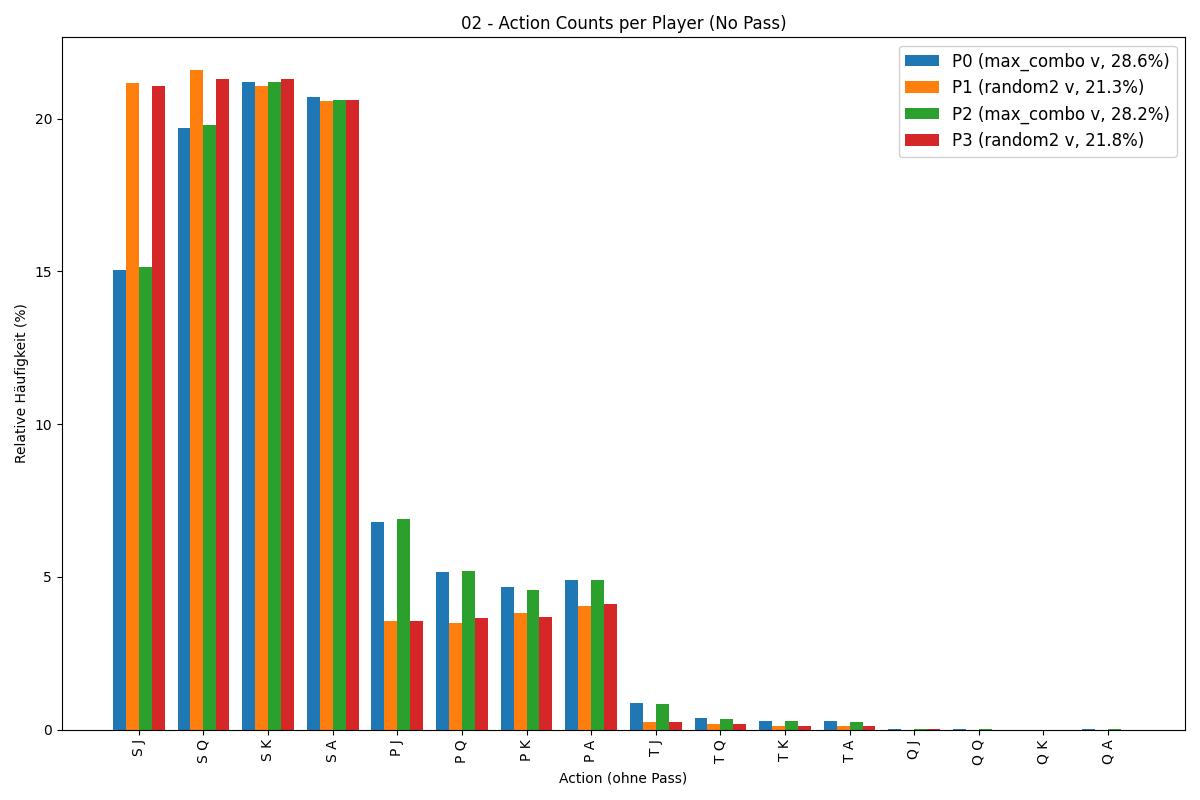 02 - Action Counts per Player (No Pass)
P0 (max_combo v, 28.6%)
P1 (random2 v, 21.3%)
P2 (max_combo v, 28.2%)
P3 (random2 v, 21.8%)
Relative Häufigkeit (%)
20
15
10
5
0
S J
S Q
S K
S A
P J
P Q
P K
P A
T J
T Q
T K
T A
Q J
Q Q
Q K
Q A
Action (ohne Pass)